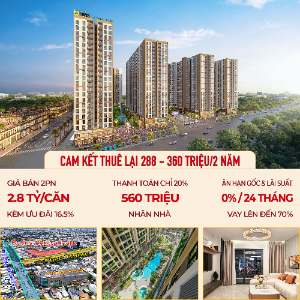 CAM KẾT THUÊ LẠI 288 - 360 TRIỆU/2 NĂM
GIÁ BÁN 2PN
2.8 TỶ/CĂN
KÈM ƯU ĐÃI 16.5%
THANH TOÁN CHỈ 20%
560 TRIỆU
NHẬN NHÀ
ÂN HẠN GỐC & LÃI SUẤT
0% / 24 THÁNG
VAY LÊN ĐẾN 70%